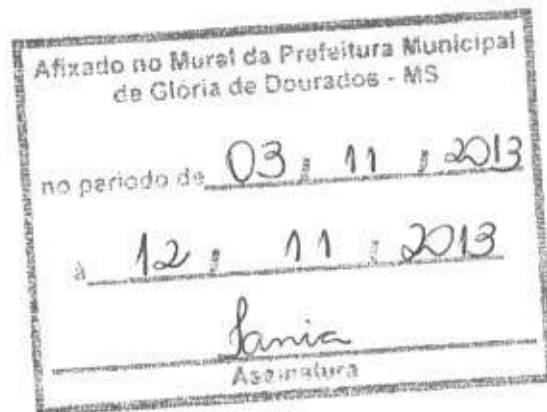 Afixado no Mural da Prefeitura Municipal
de Glória de Dourados - MS
no período de 03 / 11 / 2013
à 12 / 11 / 2013
Assinatura